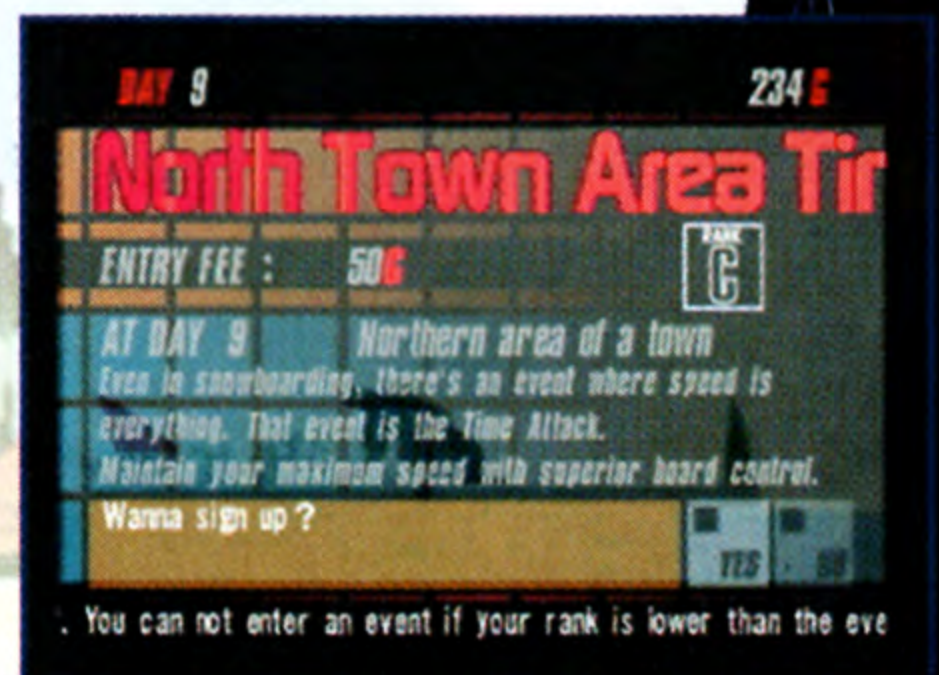 DAY 9
234 G
North Town Area Tir
ENTRY FEE : 50G
RANK
C
AT DAY 9 Northern area of a town
Even in snowboarding, there's an event where speed is
everything. That event is the Time Attack.
Maintain your maximum speed with superior board control.
Wanna sign up?
YES
NO
. You can not enter an event if your rank is lower than the eve